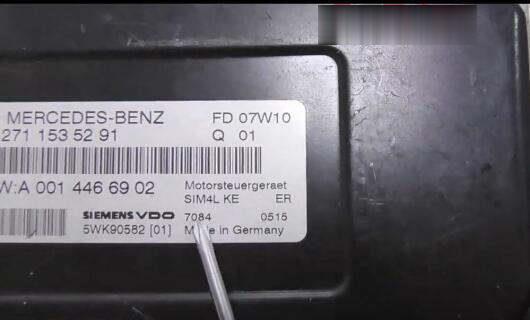 MERCEDES-BENZ FD 07W10
271 153 52 91 Q 01
W:A 001 446 69 02 Motorsteuergeraet
SIM4L KE ER
SIEMENS VDO 7084 0515
5WK90582 [01] Made in Germany